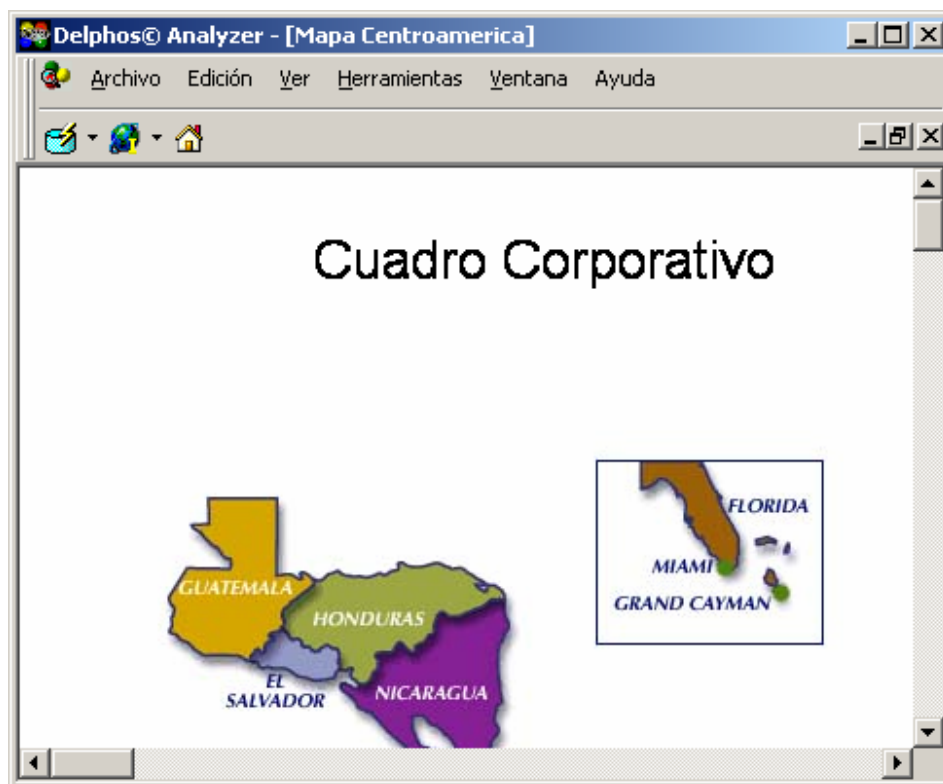 Delphos© Analyzer - [Mapa Centroamerica]
Archivo Edición Ver Herramientas Ventana Ayuda
Cuadro Corporativo
FLORIDA
MIAMI
GRAND CAYMAN
GUATEMALA
HONDURAS
EL
SALVADOR
NICARAGUA